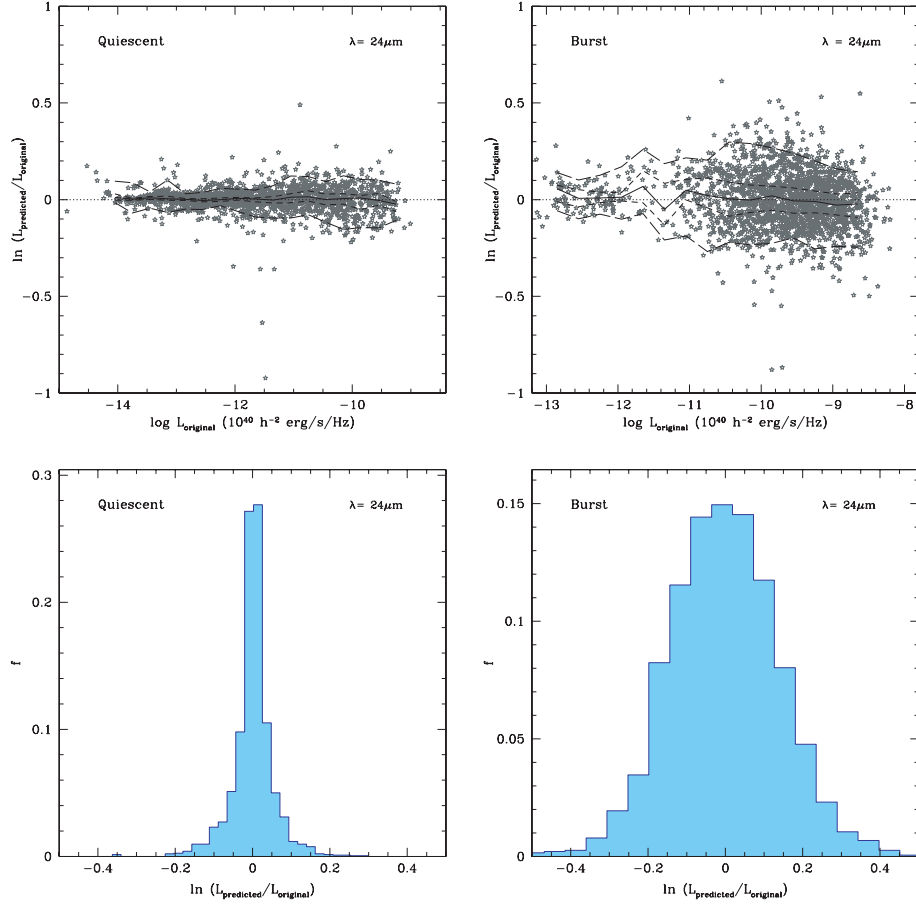 Quiescent λ= 24μm
0.5
0
−0.5
−1
ln (Lpredicted/Loriginal)
−14 −12 −10
log Loriginal (10⁴⁰ h⁻² erg/s/Hz)
1
Burst λ = 24μm
0.5
0
−0.5
−1
ln (Lpredicted/Loriginal)
−13 −12 −11 −10 −9 −8
log Loriginal (10⁴⁰ h⁻² erg/s/Hz)
0.3
Quiescent λ= 24μm
0.2
f
0.1
0
−0.4 −0.2 0 0.2 0.4
ln (Lpredicted/Loriginal)
0.15
Burst λ= 24μm
0.1
f
0.05
0
−0.4 −0.2 0 0.2 0.4
ln (Lpredicted/Loriginal)